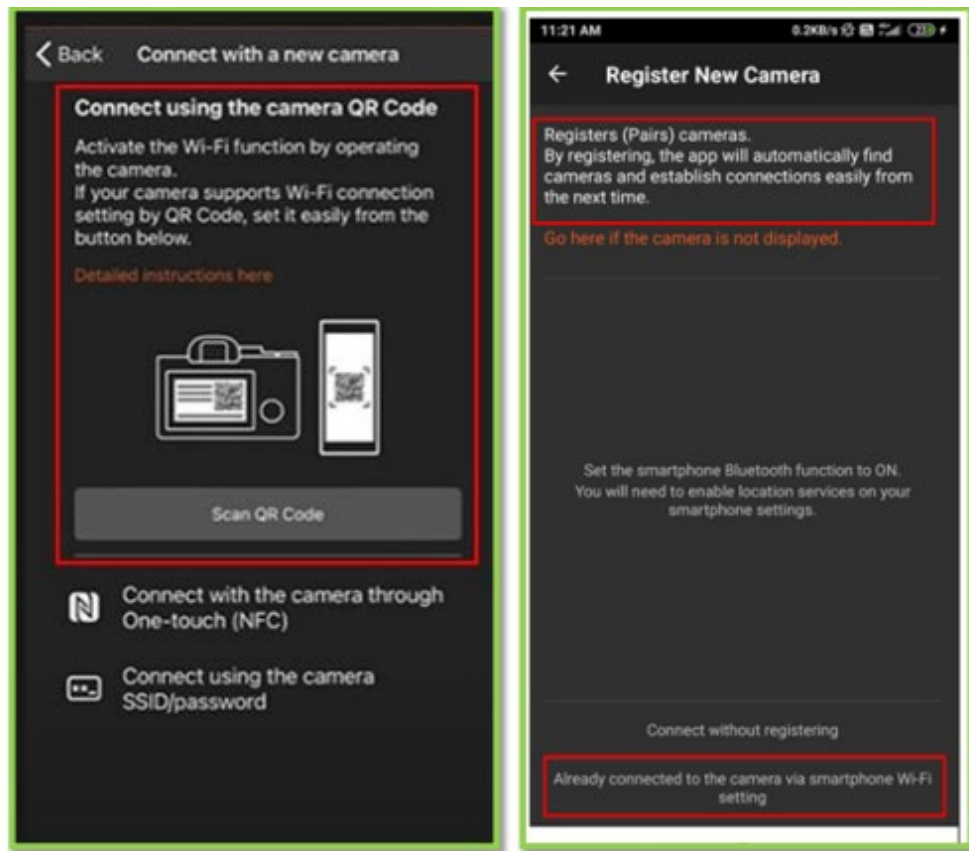 Back
Connect with a new camera
Connect using the camera QR Code
Activate the Wi-Fi function by operating
the camera.
If your camera supports Wi-Fi connection
setting by QR Code, set it easily from the
button below.
Detailed instructions here
Scan QR Code
Connect with the camera through
One-touch (NFC)
Connect using the camera
SSID/password
11:21 AM
0.2KB/s
Register New Camera
Registers (Pairs) cameras.
By registering, the app will automatically find
cameras and establish connections easily from
the next time.
Go here if the camera is not displayed.
Set the smartphone Bluetooth function to ON.
You will need to enable location services on your
smartphone settings.
Connect without registering
Already connected to the camera via smartphone Wi-Fi
setting